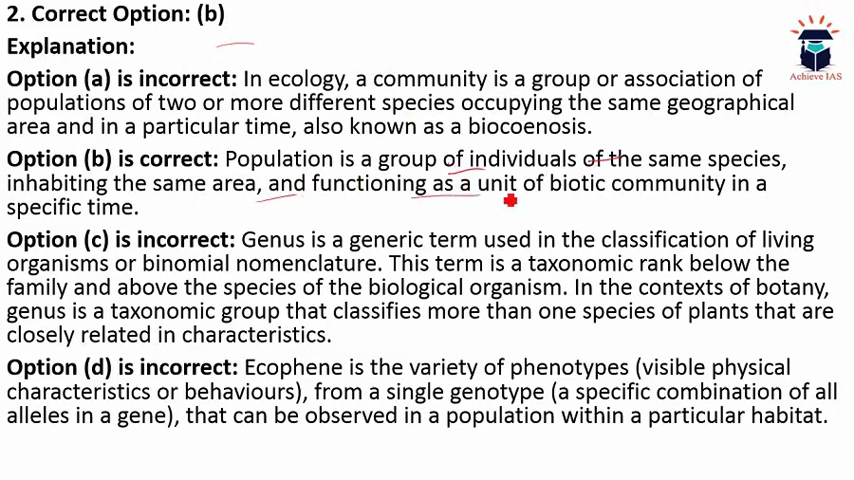 2. Correct Option: (b)
Explanation:
Achieve IAS
Option (a) is incorrect: In ecology, a community is a group or association of
populations of two or more different species occupying the same geographical
area and in a particular time, also known as a biocoenosis.
Option (b) is correct: Population is a group of individuals of the same species,
inhabiting the same area, and functioning as a unit of biotic community in a
specific time.
Option (c) is incorrect: Genus is a generic term used in the classification of living
organisms or binomial nomenclature. This term is a taxonomic rank below the
family and above the species of the biological organism. In the contexts of botany,
genus is a taxonomic group that classifies more than one species of plants that are
closely related in characteristics.
Option (d) is incorrect: Ecophene is the variety of phenotypes (visible physical
characteristics or behaviours), from a single genotype (a specific combination of all
alleles in a gene), that can be observed in a population within a particular habitat.